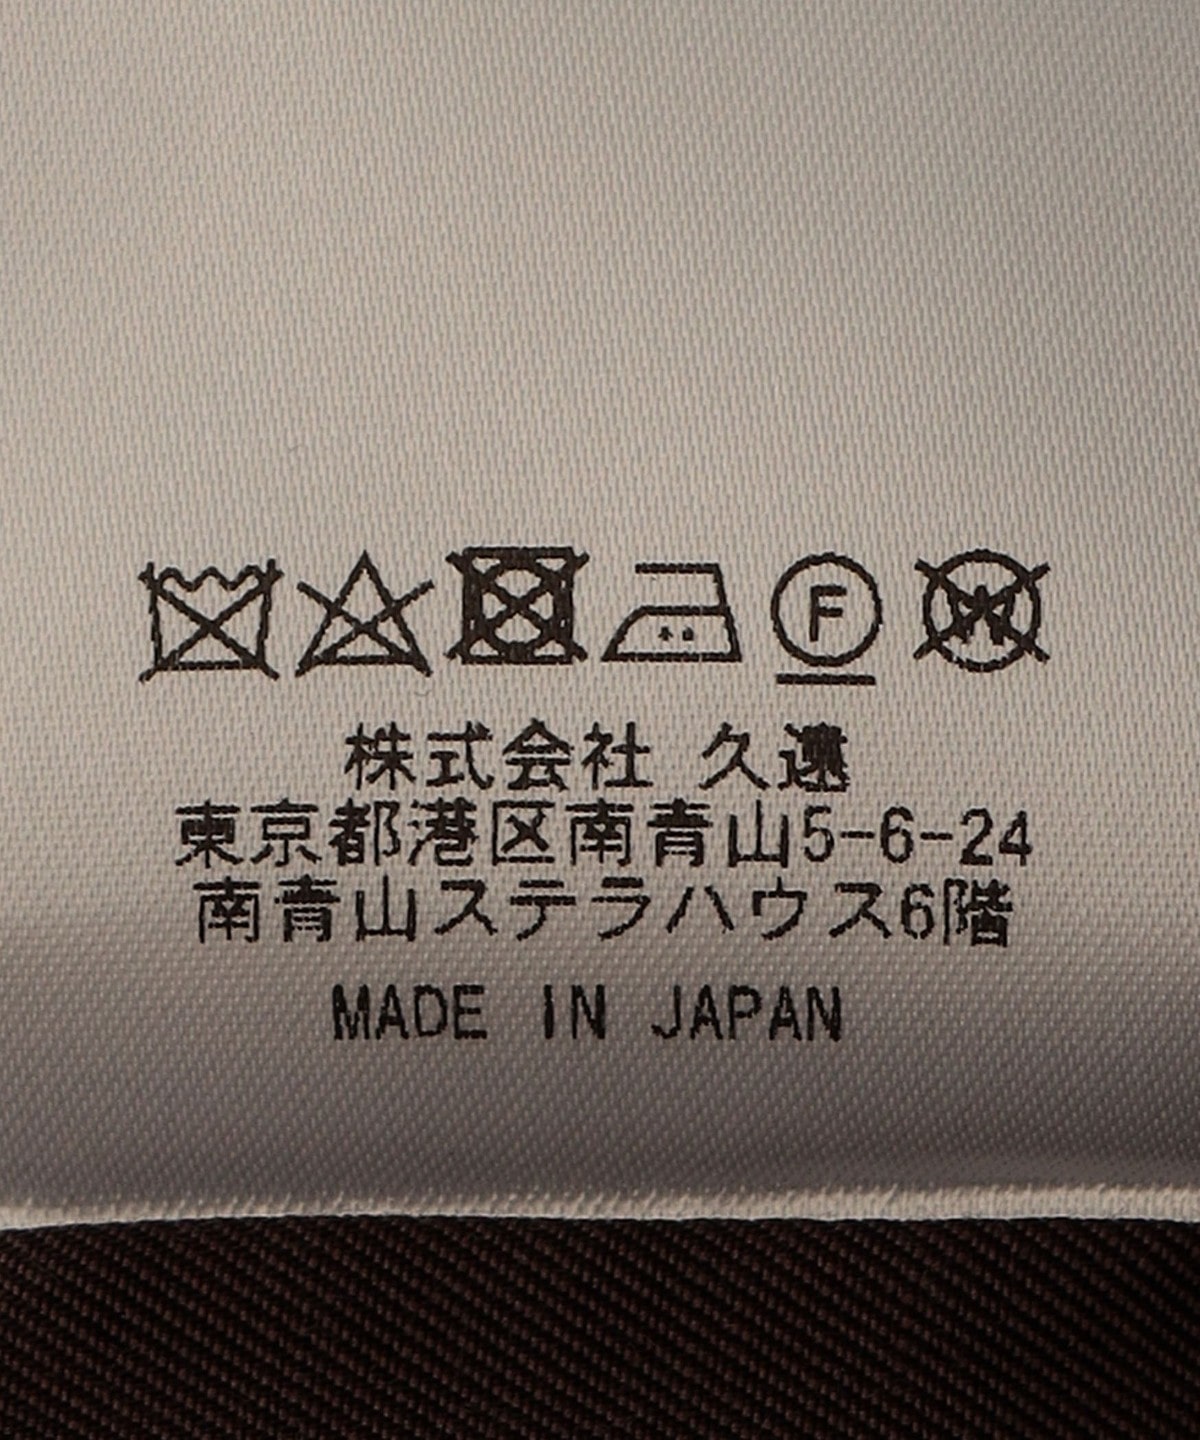 F W
株式会社 久遠
東京都港区南青山5-6-24
南青山ステラハウス6階
MADE IN JAPAN